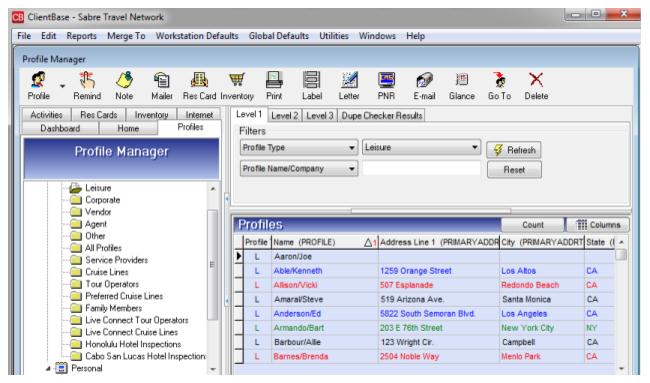 CB ClientBase - Sabre Travel Network
File Edit Reports Merge To Workstation Defaults Global Defaults Utilities Windows Help
Profile Manager
Profile Remind Note Mailer Res Card Inventory Print Label Letter PNR E-mail Glance Go To Delete
Activities Res Cards Inventory Internet
Dashboard Home Profiles
Profile Manager
Leisure
Corporate
Vendor
Agent
Other
All Profiles
Service Providers
Cruise Lines
Tour Operators
Preferred Cruise Lines
Family Members
Live Connect Tour Operators
Live Connect Cruise Lines
Honolulu Hotel Inspections
Cabo San Lucas Hotel Inspections
Personal
Level 1 Level 2 Level 3 Dupe Checker Results
Filters
Profile Type Leisure Refresh
Profile Name/Company Reset
Profiles Count Columns
Profile Name (PROFILE) 1 Address Line 1 (PRIMARYADDR City (PRIMARYADDRT State (
L Aaron/Joe
L Able/Kenneth 1259 Orange Street Los Altos CA
L Allison/Vicki 507 Esplanade Redondo Beach CA
L Amaral/Steve 519 Arizona Ave. Santa Monica CA
L Anderson/Ed 5822 South Semoran Blvd. Los Angeles CA
L Armando/Bart 203 E 76th Street New York City NY
L Barbour/Allie 123 Wright Cir. Campbell CA
L Barnes/Brenda 2504 Noble Way Menlo Park CA